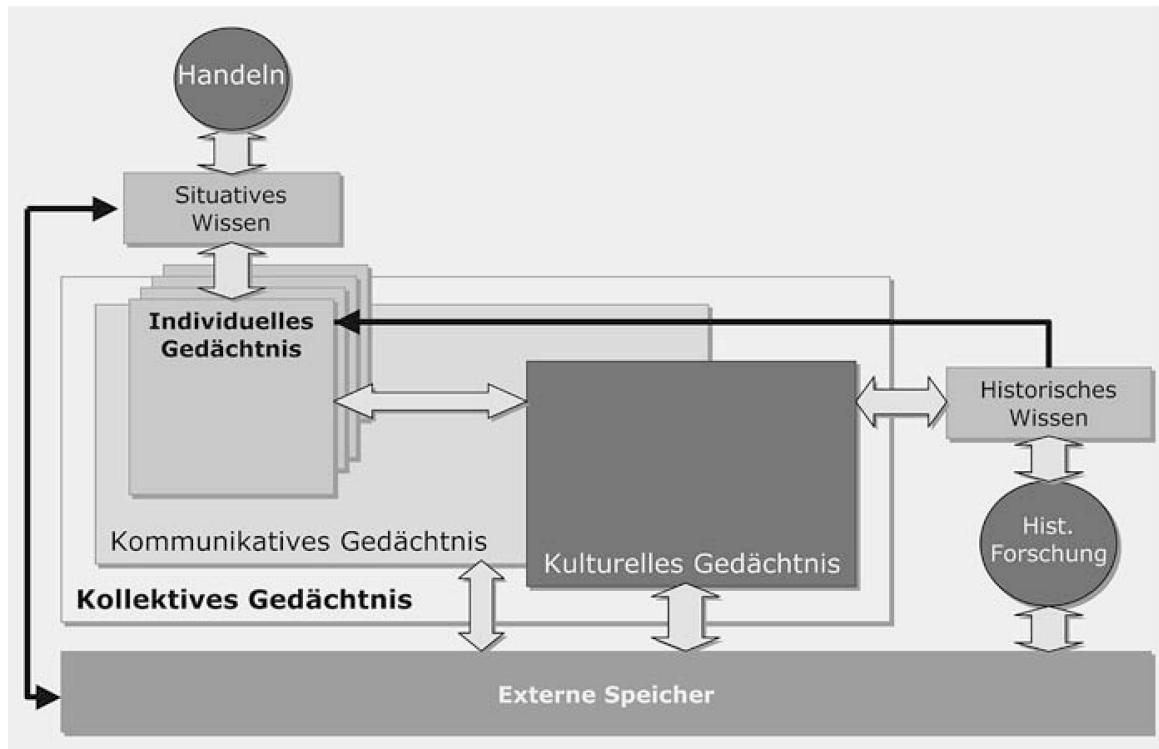 Handeln
Situatives
Wissen
Individuelles
Gedächtnis
Historisches
Wissen
Hist.
Forschung
Kommunikatives Gedächtnis
Kulturelles Gedächtnis
Kollektives Gedächtnis
Externe Speicher